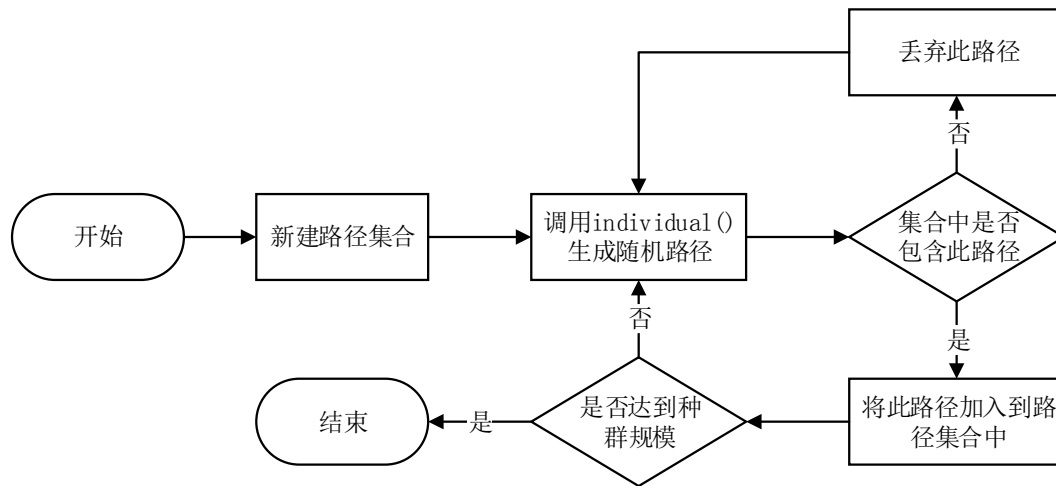 丢弃此路径
否
开始
新建路径集合
调用individual()
生成随机路径
集合中是否
包含此路径
否
是
结束
是
是否达到种
群规模
将此路径加入到路
径集合中